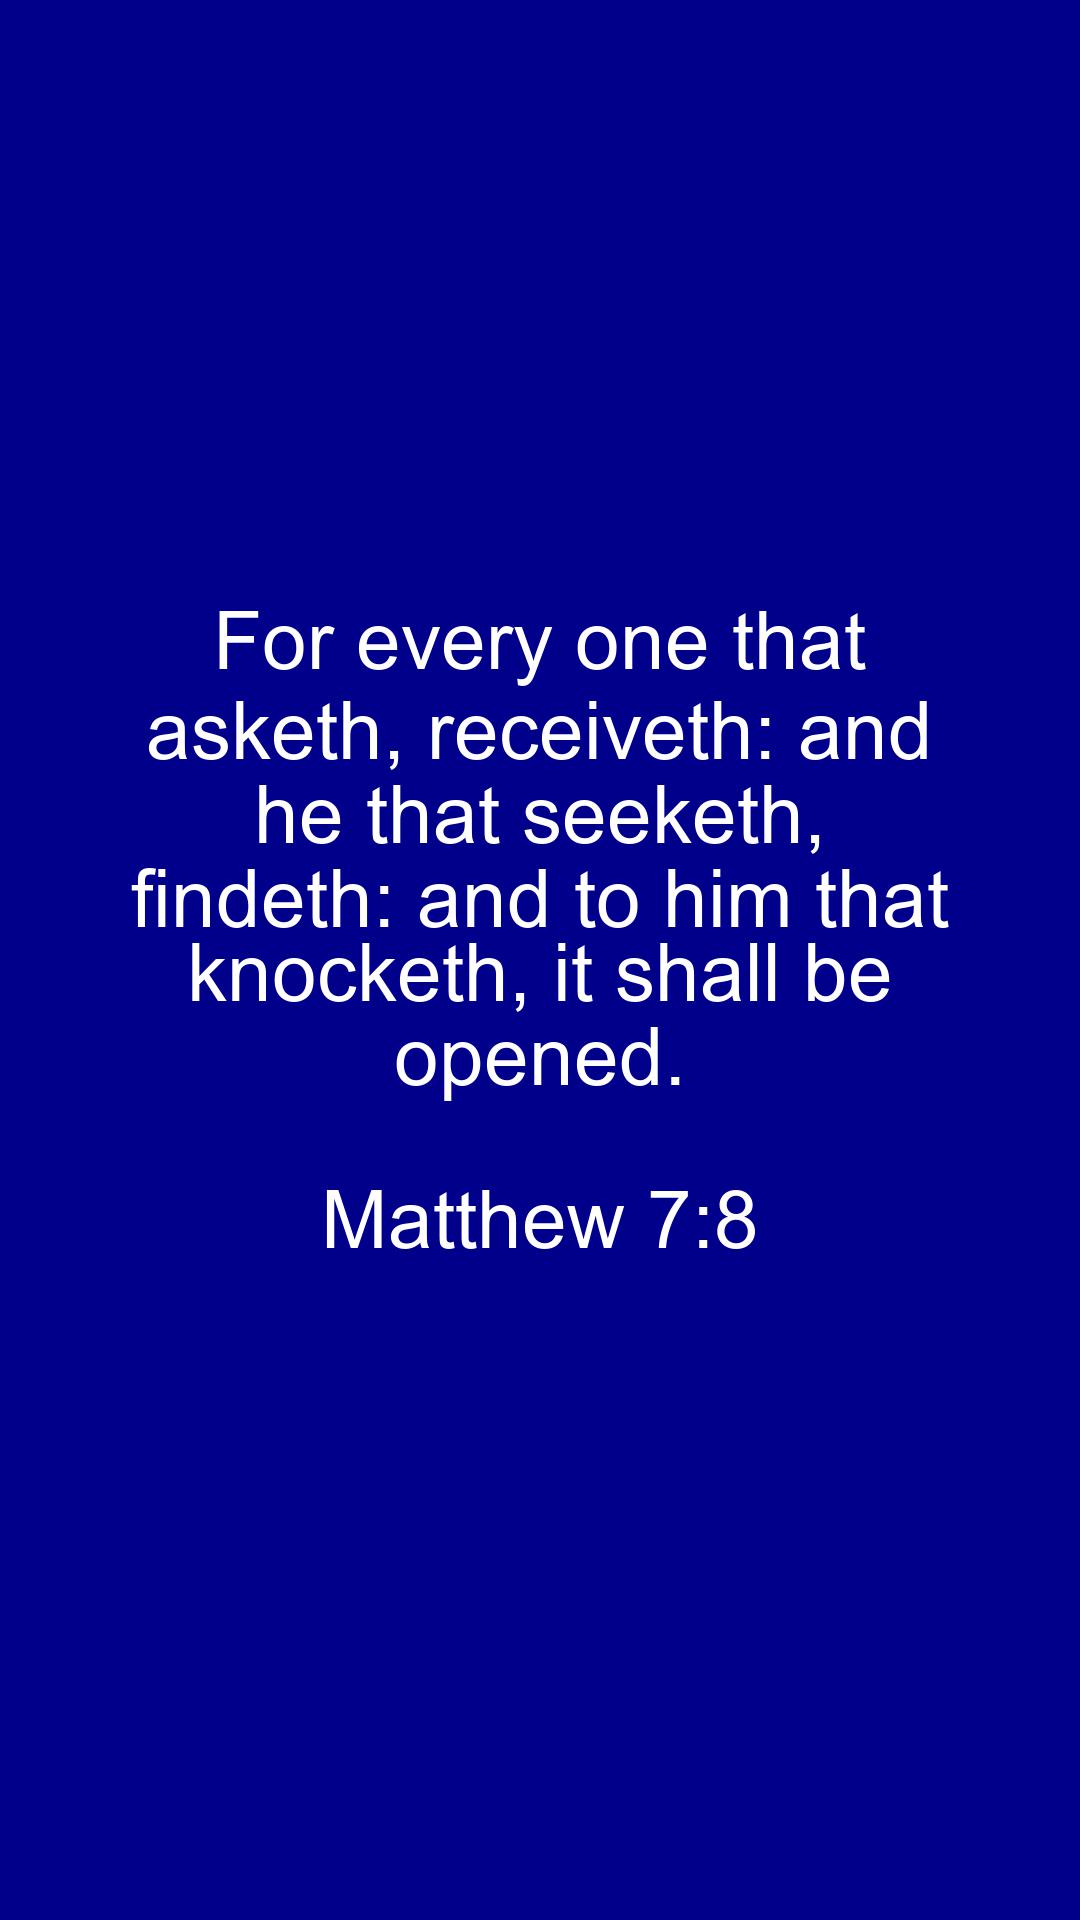 For every one that
asketh, receiveth: and
he that seeketh,
findeth: and to him that
knocketh, it shall be
opened.
Matthew 7:8